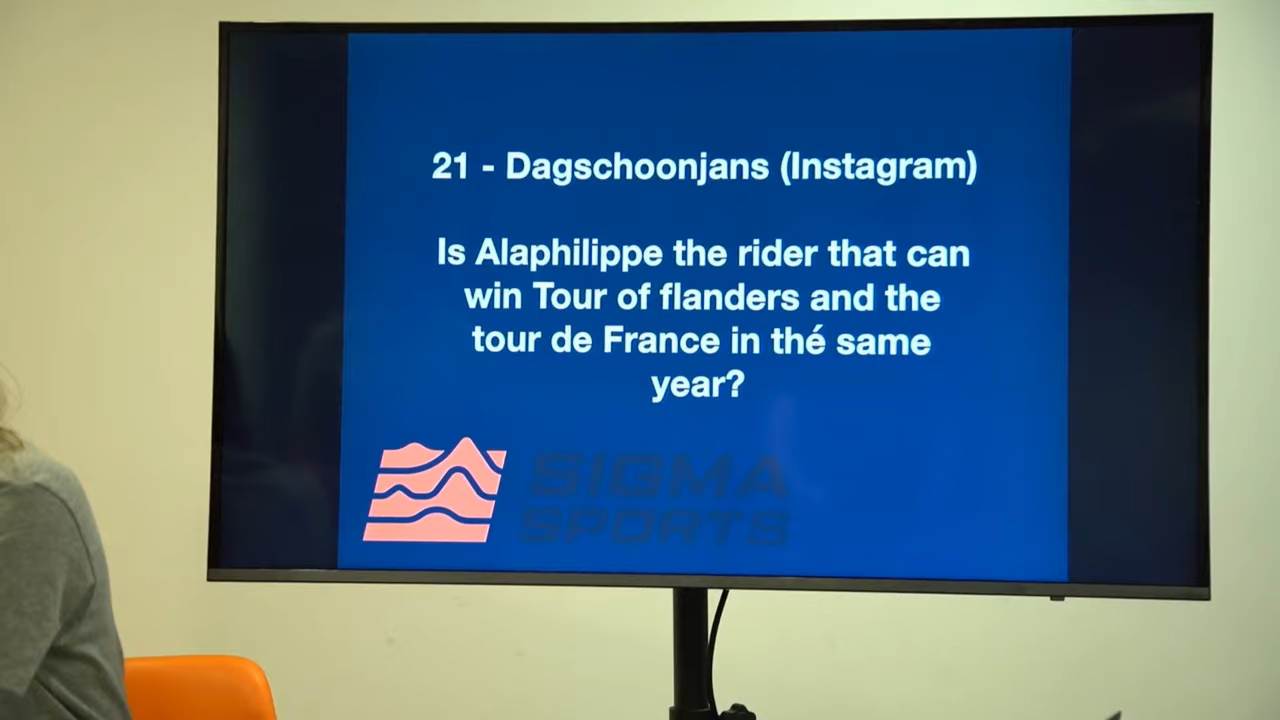 21 - Dagschoonjans (Instagram)
Is Alaphilippe the rider that can
win Tour of flanders and the
tour de France in thé same
year?
SIGMA
SPORTS